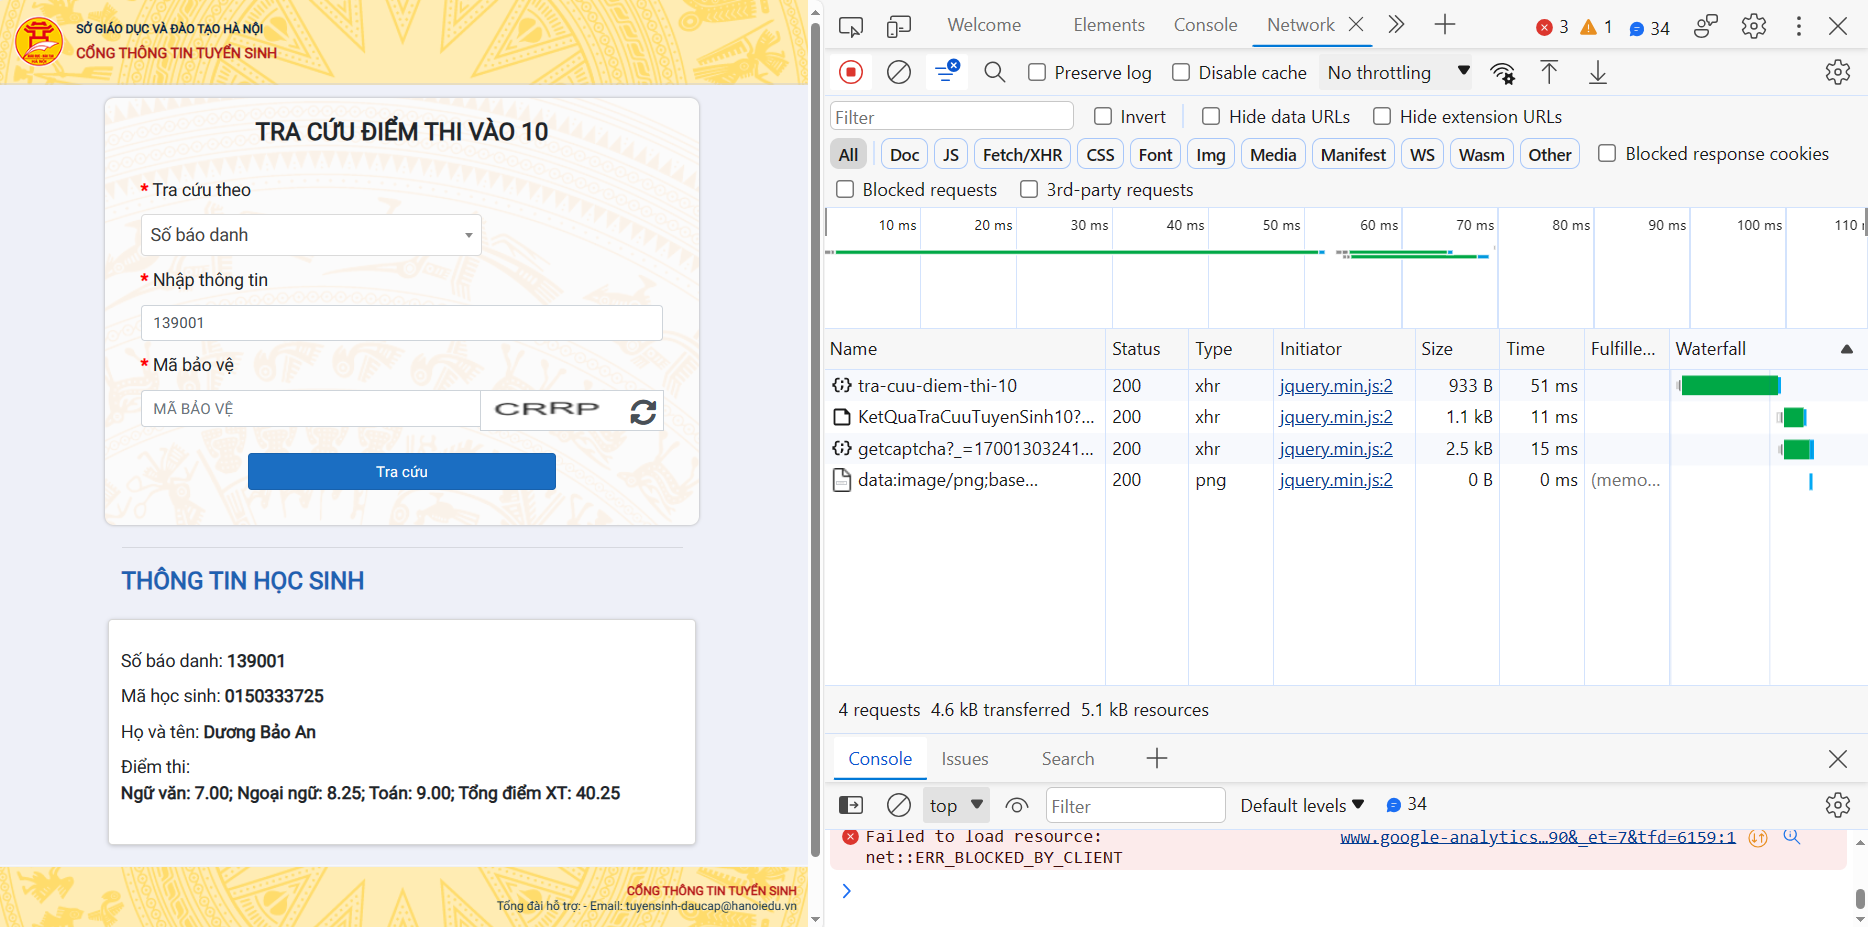 SỞ GIÁO DỤC VÀ ĐÀO TẠO HÀ NỘI
CỔNG THÔNG TIN TUYỂN SINH
TRA CỨU ĐIỂM THI VÀO 10
* Tra cứu theo
Số báo danh
* Nhập thông tin
139001
* Mã bảo vệ
MÃ BẢO VỆ
CRRP
Tra cứu
THÔNG TIN HỌC SINH
Số báo danh: 139001
Mã học sinh: 0150333725
Họ và tên: Dương Bảo An
Điểm thi:
Ngữ văn: 7.00; Ngoại ngữ: 8.25; Toán: 9.00; Tổng điểm XT: 40.25
CỔNG THÔNG TIN TUYỂN SINH
Tổng đài hỗ trợ: - Email: tuyensinh-daucap@hanoiedu.vn
Welcome Elements Console Network 3 1 34
Preserve log Disable cache No throttling
Filter Invert Hide data URLs Hide extension URLs
All Doc JS Fetch/XHR CSS Font Img Media Manifest WS Wasm Other Blocked response cookies
Blocked requests 3rd-party requests
10 ms 20 ms 30 ms 40 ms 50 ms 60 ms 70 ms 80 ms 90 ms 100 ms 110
Name Status Type Initiator Size Time Fulfille... Waterfall
tra-cuu-diem-thi-10 200 xhr jquery.min.js:2 933 B 51 ms
KetQuaTraCuuTuyenSinh10?... 200 xhr jquery.min.js:2 1.1 kB 11 ms
getcaptcha?_=17001303241... 200 xhr jquery.min.js:2 2.5 kB 15 ms
data:image/png;base... 200 png jquery.min.js:2 0 B 0 ms (memo...
4 requests 4.6 kB transferred 5.1 kB resources
Console Issues Search
top Filter Default levels 34
Failed to load resource: www.google-analytics…90&_et=7&tfd=6159:1
net::ERR_BLOCKED_BY_CLIENT